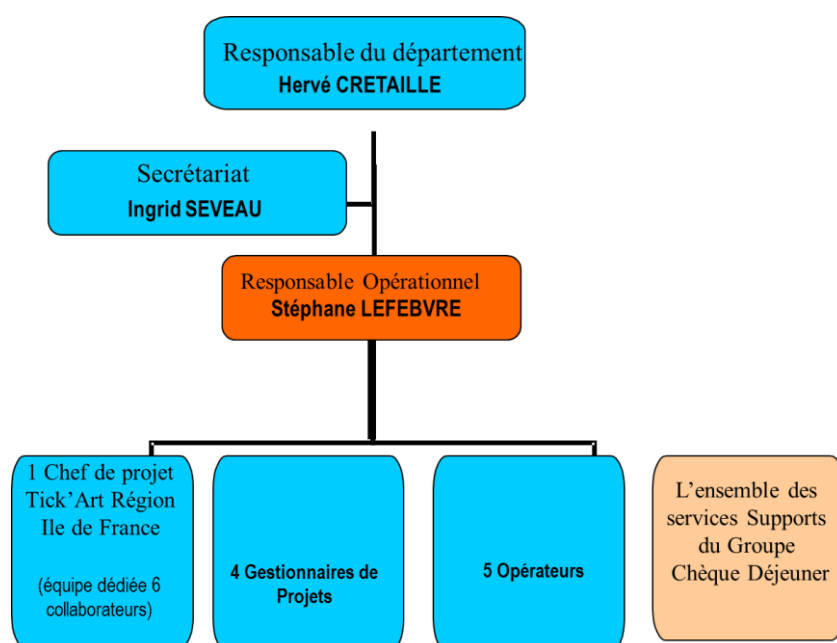 Responsable du département
Hervé CRETAILLE
Secrétariat
Ingrid SEVEAU
Responsable Opérationnel
Stéphane LEFEBVRE
1 Chef de projet
Tick'Art Région
Ile de France
(équipe dédiée 6
collaborateurs)
4 Gestionnaires de
Projets
5 Opérateurs
L'ensemble des
services Supports
du Groupe
Chèque Déjeuner